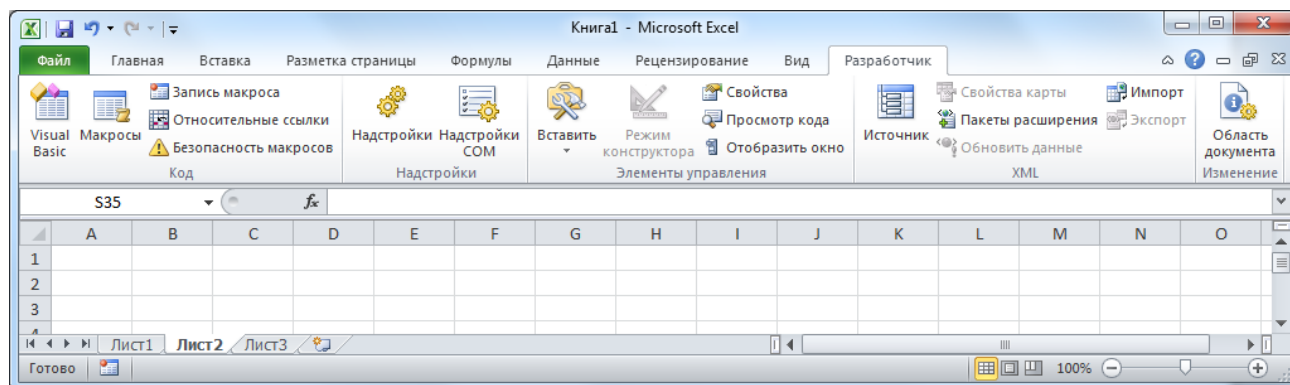 Книга1 - Microsoft Excel
Файл Главная Вставка Разметка страницы Формулы Данные Рецензирование Вид Разработчик
Visual Basic
Макросы
Запись макроса
Относительные ссылки
Безопасность макросов
Код
Надстройки
Надстройки COM
Надстройки
Вставить
Режим конструктора
Свойства
Просмотр кода
Отобразить окно
Элементы управления
Источник
Свойства карты
Пакеты расширения
Обновить данные
Импорт
Экспорт
XML
Область документа
Изменение
S35 fx
A B C D E F G H I J K L M N O
1
2
3
4
Лист1 Лист2 Лист3
Готово 100%